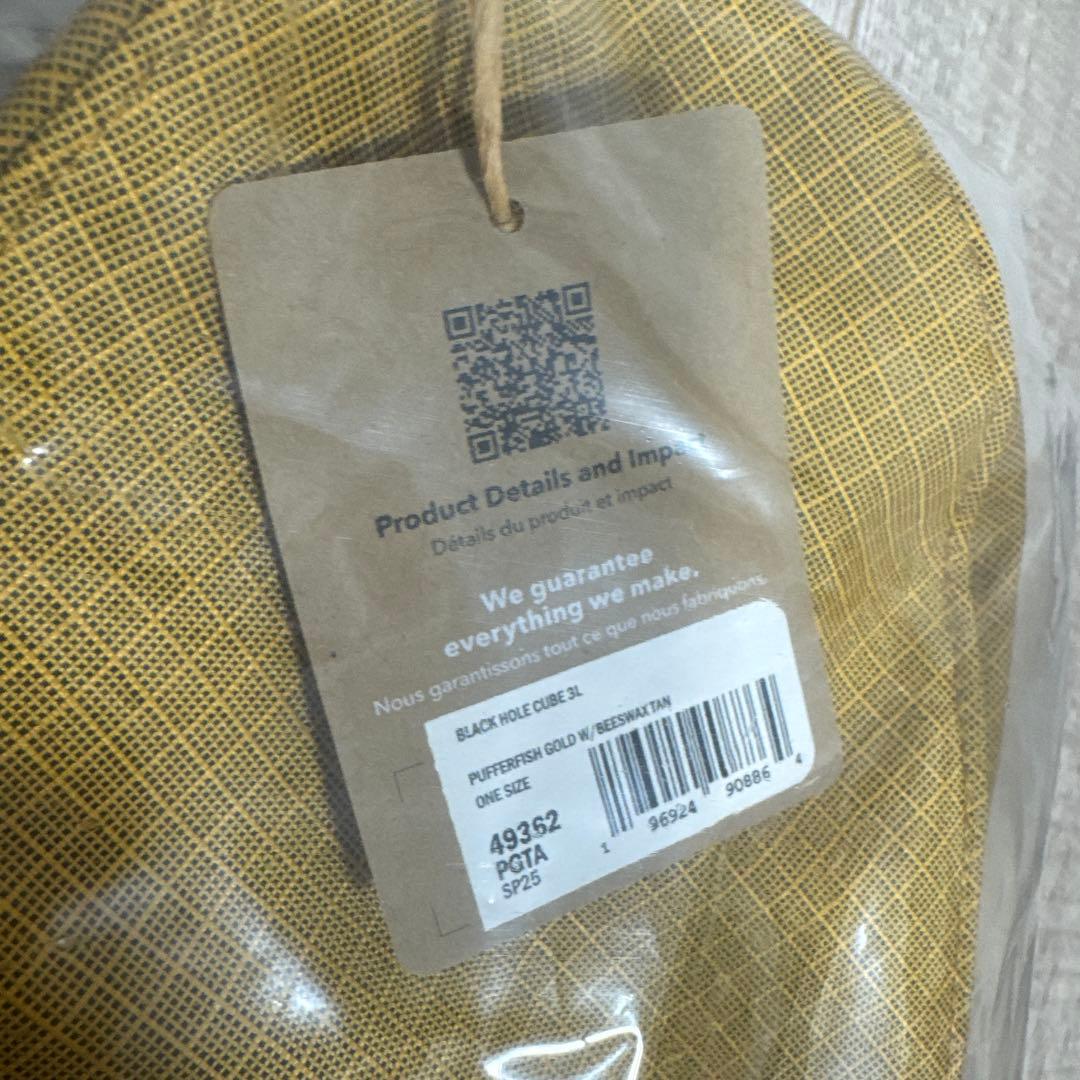 Product Details and Impact
Détails du produit et impact
We guarantee
everything we make.
Nous garantissons tout ce que nous fabriquons.
BLACK HOLE CUBE 3L
PUFFERFISH GOLD W/BEESWAX TAN
ONE SIZE
49362
PGTA
SP25
1 96924 90886 4